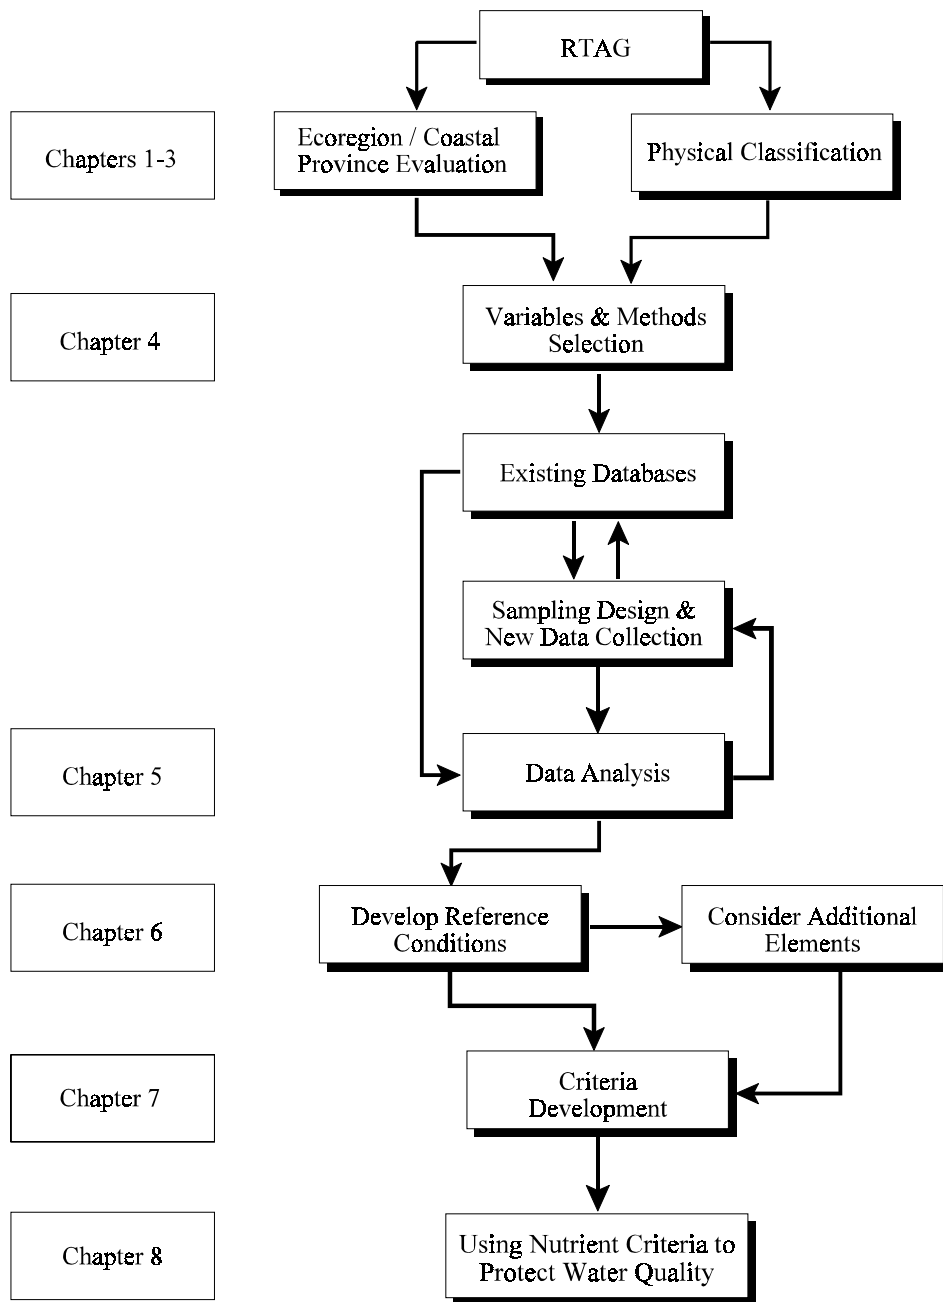 RTAG
Chapters 1-3
Ecoregion / Coastal
Province Evaluation
Physical Classification
Chapter 4
Variables & Methods
Selection
Existing Databases
Sampling Design &
New Data Collection
Chapter 5
Data Analysis
Chapter 6
Develop Reference
Conditions
Consider Additional
Elements
Chapter 7
Criteria
Development
Chapter 8
Using Nutrient Criteria to
Protect Water Quality